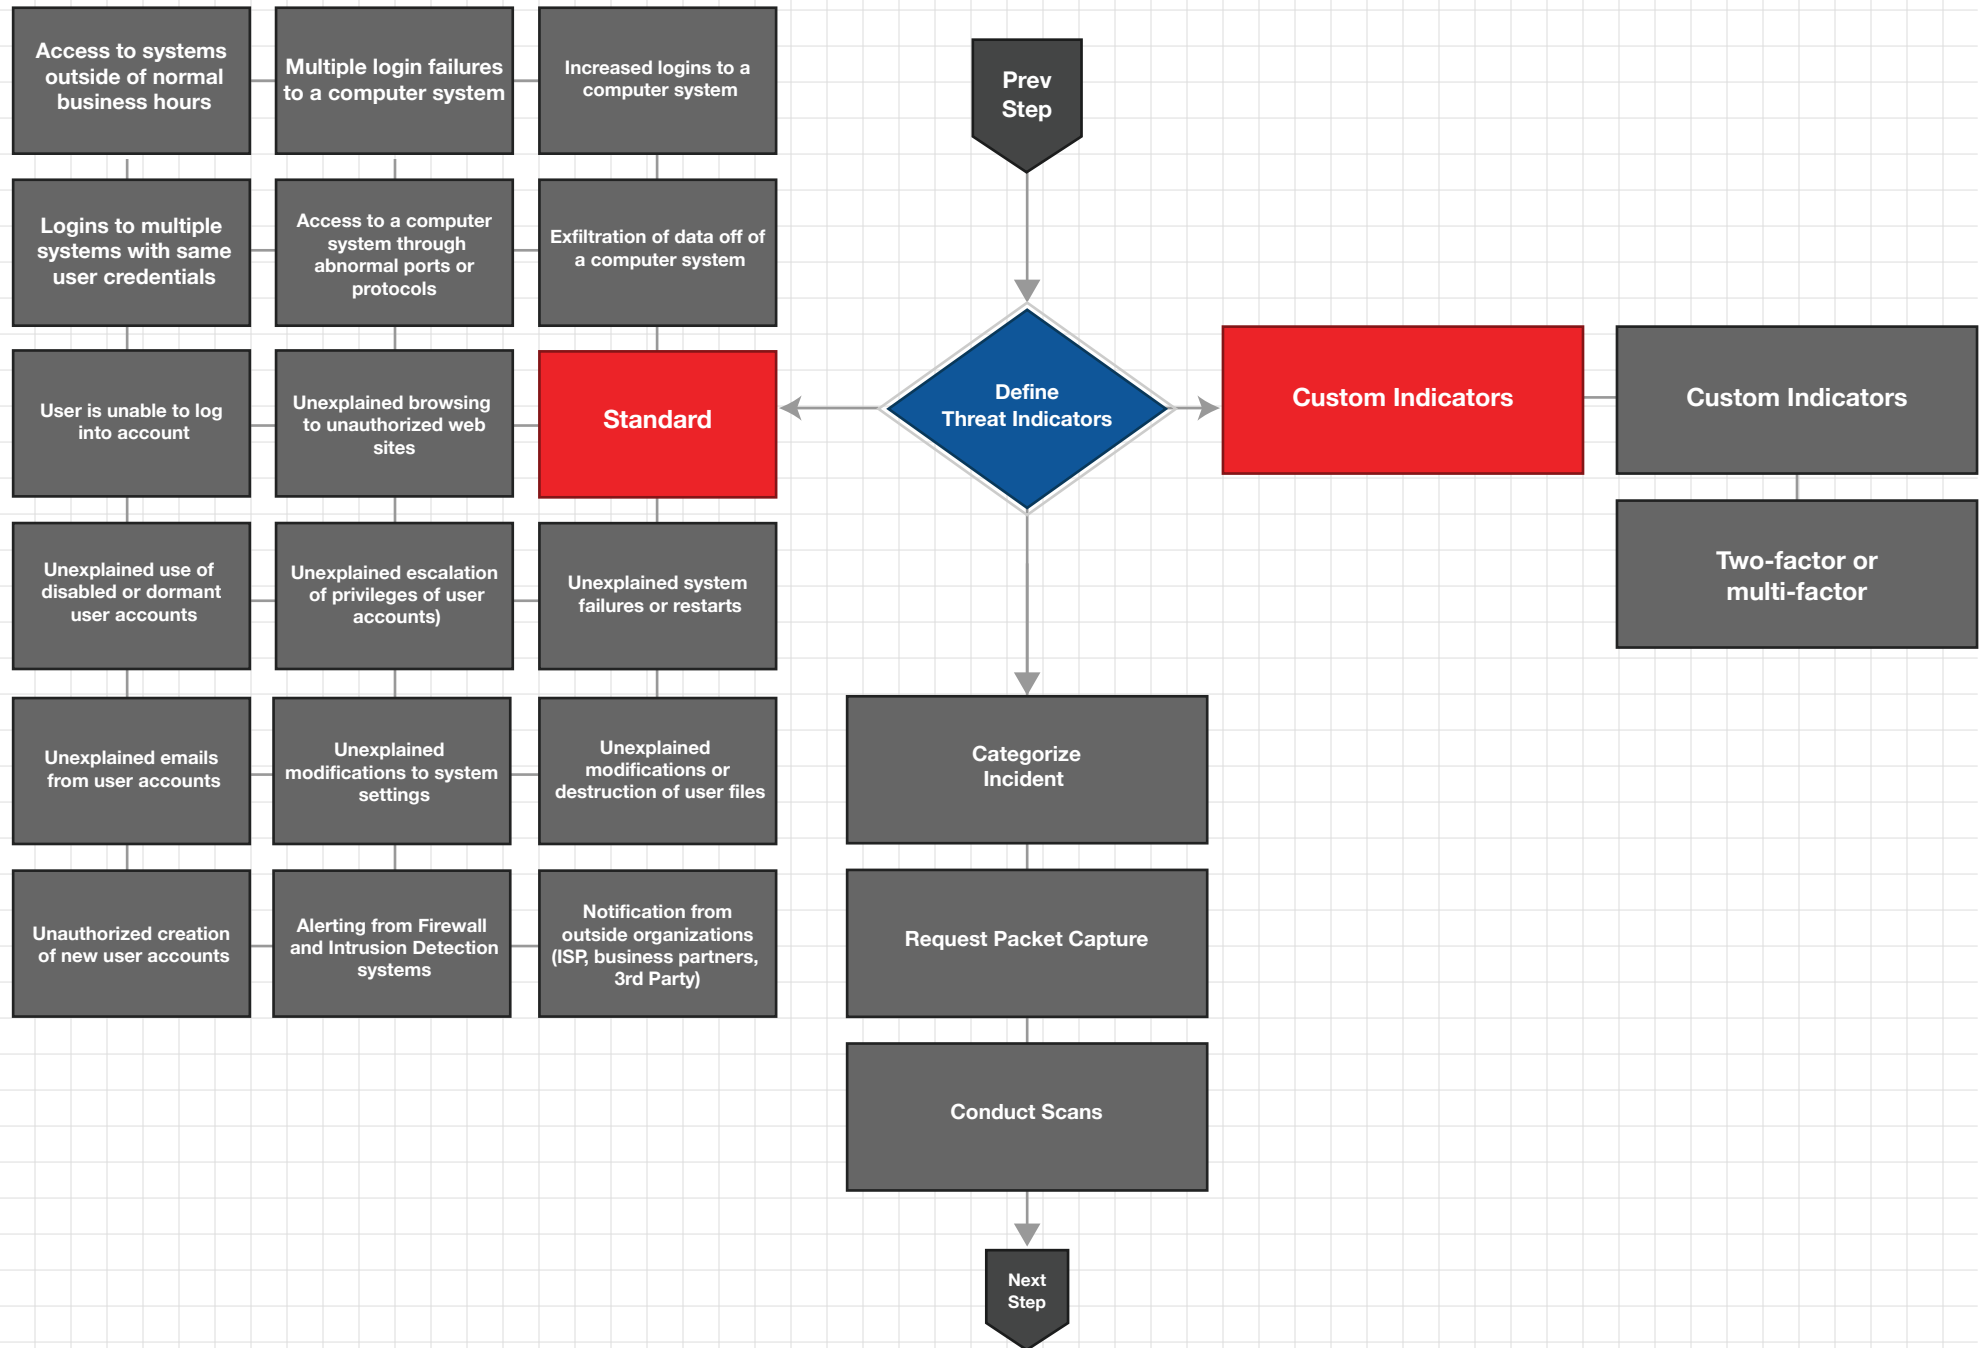 Access to systems
outside of normal
business hours
Multiple login failures
to a computer system
Increased logins to a
computer system
Prev
Step
Logins to multiple
systems with same
user credentials
Access to a computer
system through
abnormal ports or
protocols
Exfiltration of data off of
a computer system
User is unable to log
into account
Unexplained browsing
to unauthorized web
sites
Standard
Define
Threat Indicators
Custom Indicators
Custom Indicators
Unexplained use of
disabled or dormant
user accounts
Unexplained escalation
of privileges of user
accounts)
Unexplained system
failures or restarts
Two-factor or
multi-factor
Unexplained emails
from user accounts
Unexplained
modifications to system
settings
Unexplained
modifications or
destruction of user files
Categorize
Incident
Unauthorized creation
of new user accounts
Alerting from Firewall
and Intrusion Detection
systems
Notification from
outside organizations
(ISP, business partners,
3rd Party)
Request Packet Capture
Conduct Scans
Next
Step